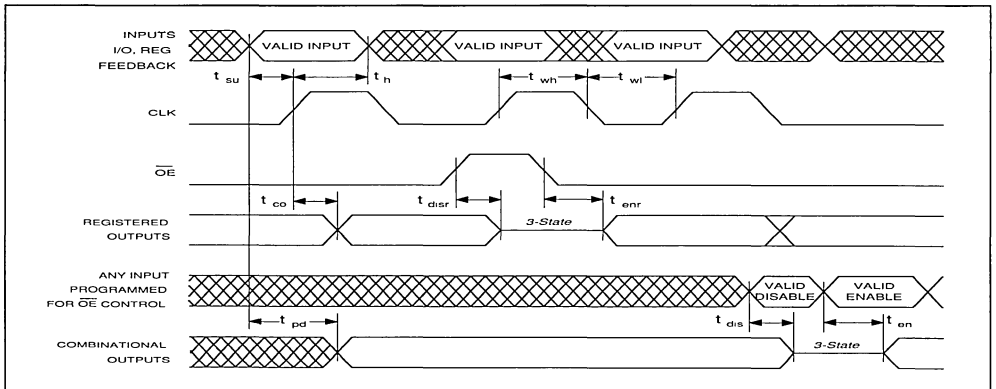 INPUTS
I/O, REG
FEEDBACK
VALID INPUT
VALID INPUT
VALID INPUT
t su
t h
t wh
t wl
CLK
OE
t co
t disr
t enr
REGISTERED
OUTPUTS
3-State
ANY INPUT
PROGRAMMED
FOR OE CONTROL
VALID
DISABLE
VALID
ENABLE
t pd
t dis
t en
COMBINATIONAL
OUTPUTS
3-State